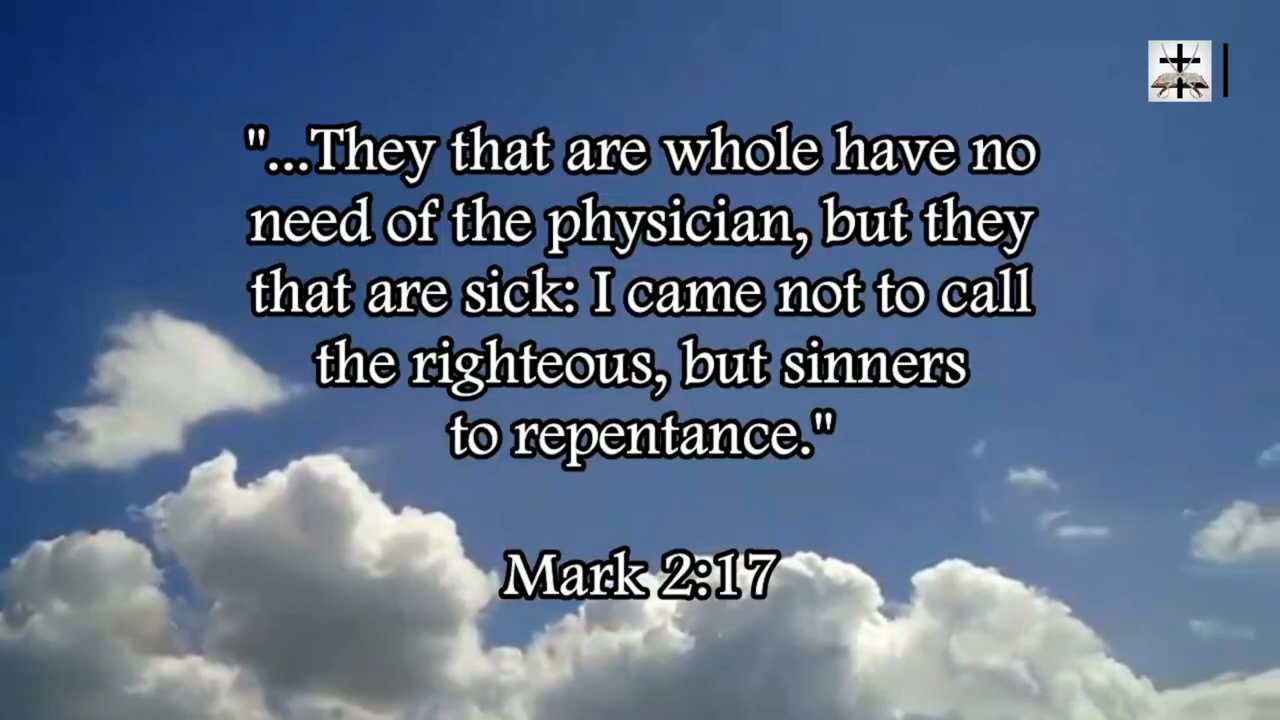 "...They that are whole have no
need of the physician, but they
that are sick: I came not to call
the righteous, but sinners
to repentance."
Mark 2:17